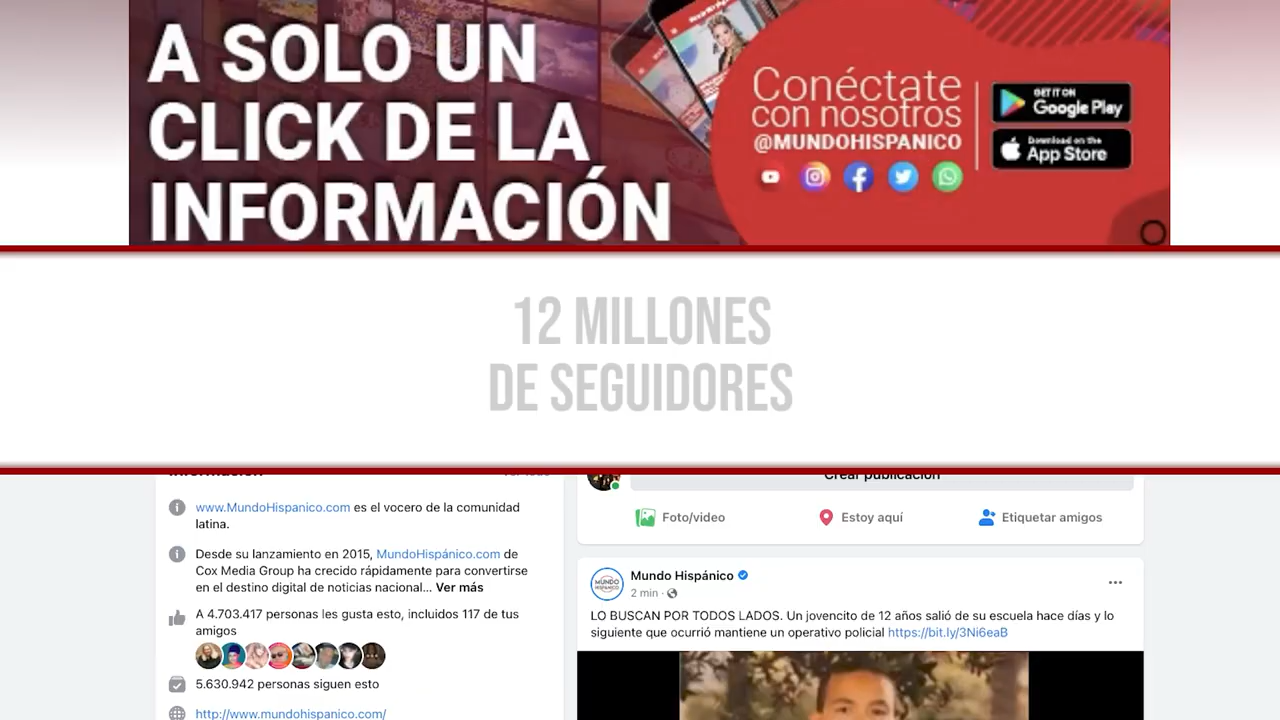 A SOLO UN
CLICK DE LA
INFORMACIÓN
Conéctate
con nosotros
@MUNDOHISPANICO
GET IT ON
Google Play
Download on the
App Store
12 MILLONES
DE SEGUIDORES
Información
Crear publicación
www.MundoHispanico.com es el vocero de la comunidad
latina.
Desde su lanzamiento en 2015, MundoHispánico.com de
Cox Media Group ha crecido rápidamente para convertirse
en el destino digital de noticias nacional... Ver más
A 4.703.417 personas les gusta esto, incluidos 117 de tus
amigos
5.630.942 personas siguen esto
http://www.mundohispanico.com/
Foto/video
Estoy aquí
Etiquetar amigos
MUNDO
HISPÁNICO
Mundo Hispánico
2 min ·
LO BUSCAN POR TODOS LADOS. Un jovencito de 12 años salió de su escuela hace días y lo
siguiente que ocurrió mantiene un operativo policial https://bit.ly/3Ni6eaB